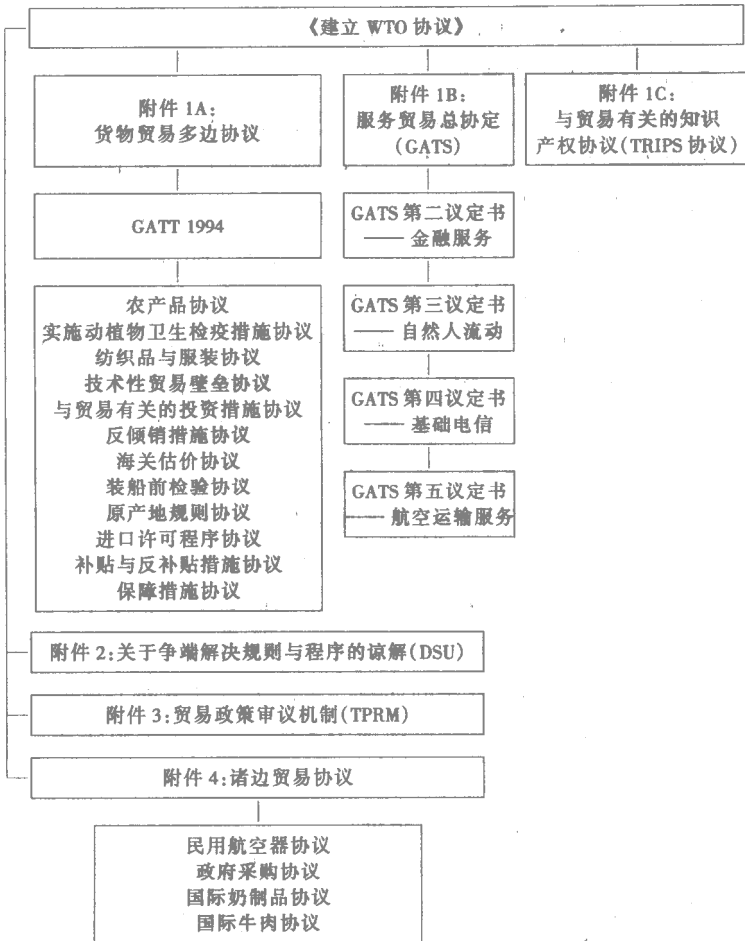 《建立 WTO 协议》
附件 1A:
货物贸易多边协议
附件 1B:
服务贸易总协定
(GATS)
附件 1C:
与贸易有关的知识
产权协议(TRIPS 协议)
GATT 1994
GATS 第二议定书
—— 金融服务
GATS 第三议定书
—— 自然人流动
GATS 第四议定书
—— 基础电信
GATS 第五议定书
—— 航空运输服务
农产品协议
实施动植物卫生检疫措施协议
纺织品与服装协议
技术性贸易壁垒协议
与贸易有关的投资措施协议
反倾销措施协议
海关估价协议
装船前检验协议
原产地规则协议
进口许可程序协议
补贴与反补贴措施协议
保障措施协议
附件 2:关于争端解决规则与程序的谅解(DSU)
附件 3:贸易政策审议机制(TPRM)
附件 4:诸边贸易协议
民用航空器协议
政府采购协议
国际奶制品协议
国际牛肉协议